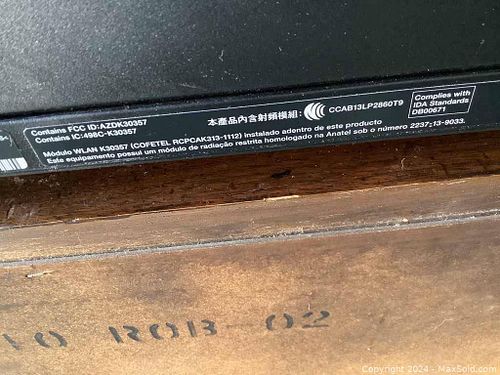 Contains FCC ID:AZDK30357
Contains IC:498C-K30357
本產品內含射頻模組:
CCAB13LP2860T9
Complies with
IDA Standards
DB00671
Módulo WLAN K30357 (COFETEL RCPCAK313-1112) instalado adentro de este producto
Este equipamento possui um módulo de radiação restrita homologado na Anatel sob o número 2237;13-9033.
ROB-02
Copyright 2024 - MaxSold.com